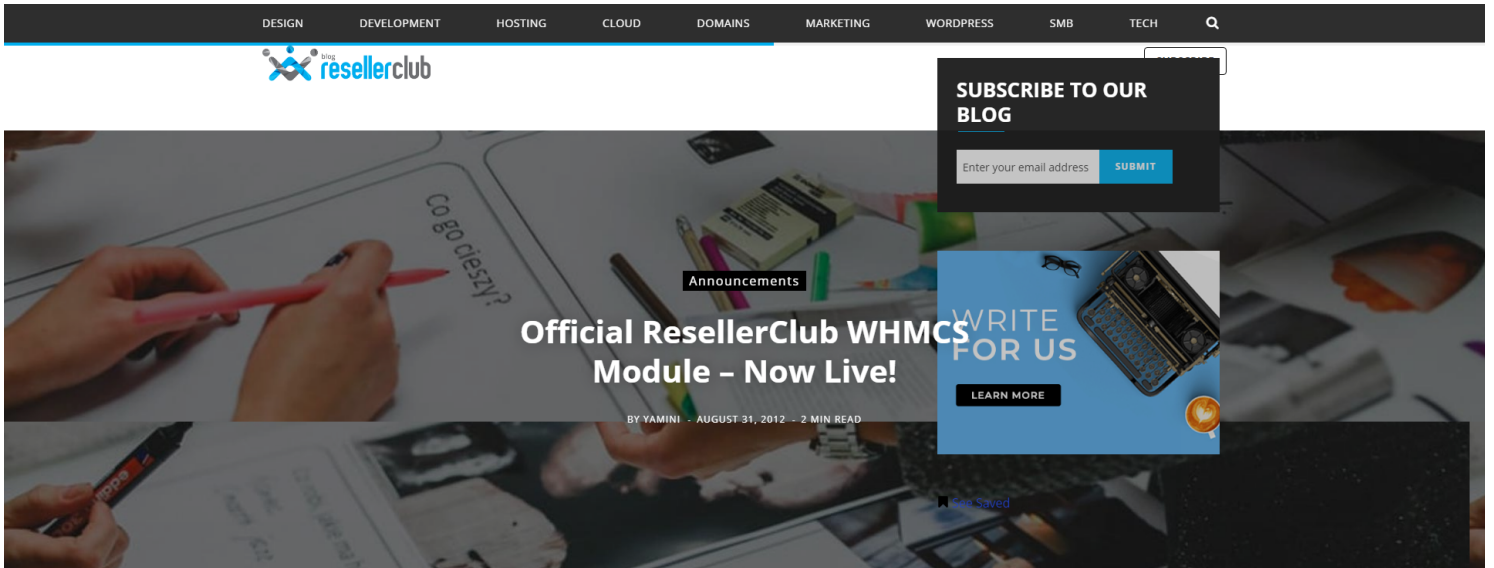 DESIGN DEVELOPMENT HOSTING CLOUD DOMAINS MARKETING WORDPRESS SMB TECH
blog
resellerclub
SUBSCRIBE
SUBSCRIBE TO OUR
BLOG
Enter your email address SUBMIT
Co go cieszy?
Announcements
Official ResellerClub WHMCS
Module – Now Live!
BY YAMINI - AUGUST 31, 2012 - 2 MIN READ
WRITE
FOR US
LEARN MORE
See Saved